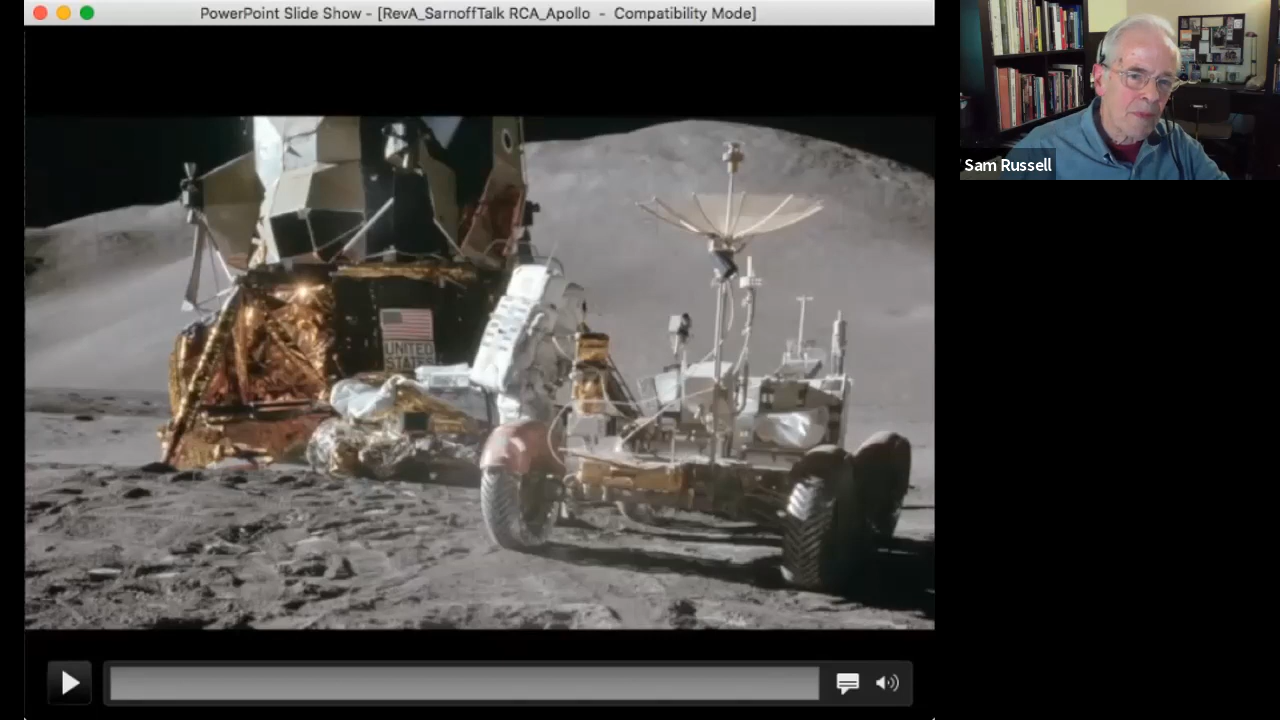 PowerPoint Slide Show - [RevA_SarnoffTalk RCA_Apollo - Compatibility Mode]
Sam Russell
UNITED
STATES